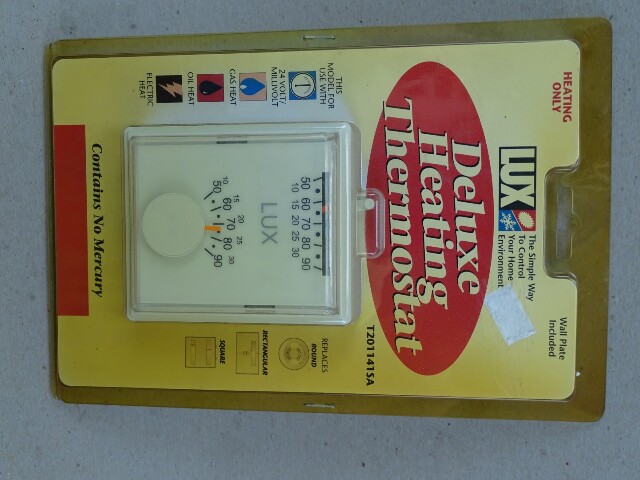 HEATING
ONLY
LUX
The Simple Way
To Control
Your Home
Environment
Wall Plate
Included
Deluxe
Heating
Thermostat
T201141SA
THIS
MODEL FOR
USE WITH
24 VOLT/
MILLIVOLT
GAS HEAT
OIL HEAT
ELECTRIC
HEAT
50 60 70 80 90
10 15 20 25 30
LUX
10 15 20 25 30
50 60 70 80 90
REPLACES
ROUND
RECTANGULAR
SQUARE
Contains No Mercury